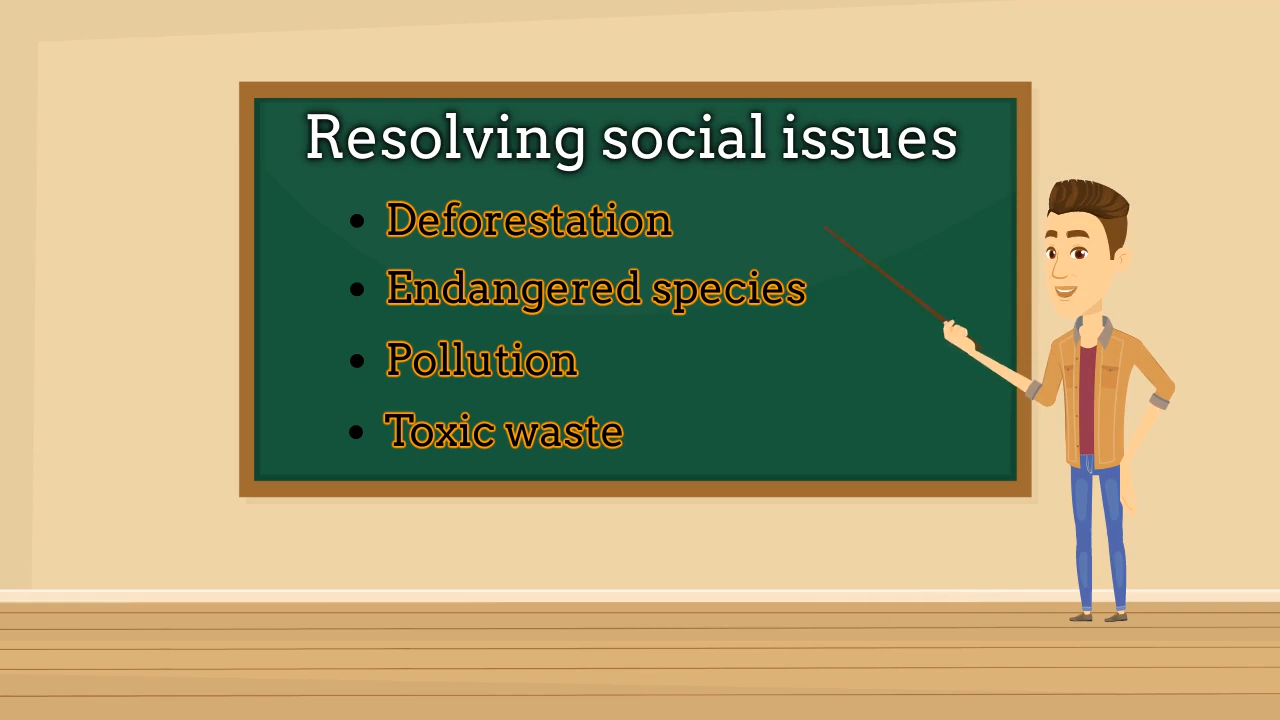 Resolving social issues
• Deforestation
• Endangered species
• Pollution
• Toxic waste